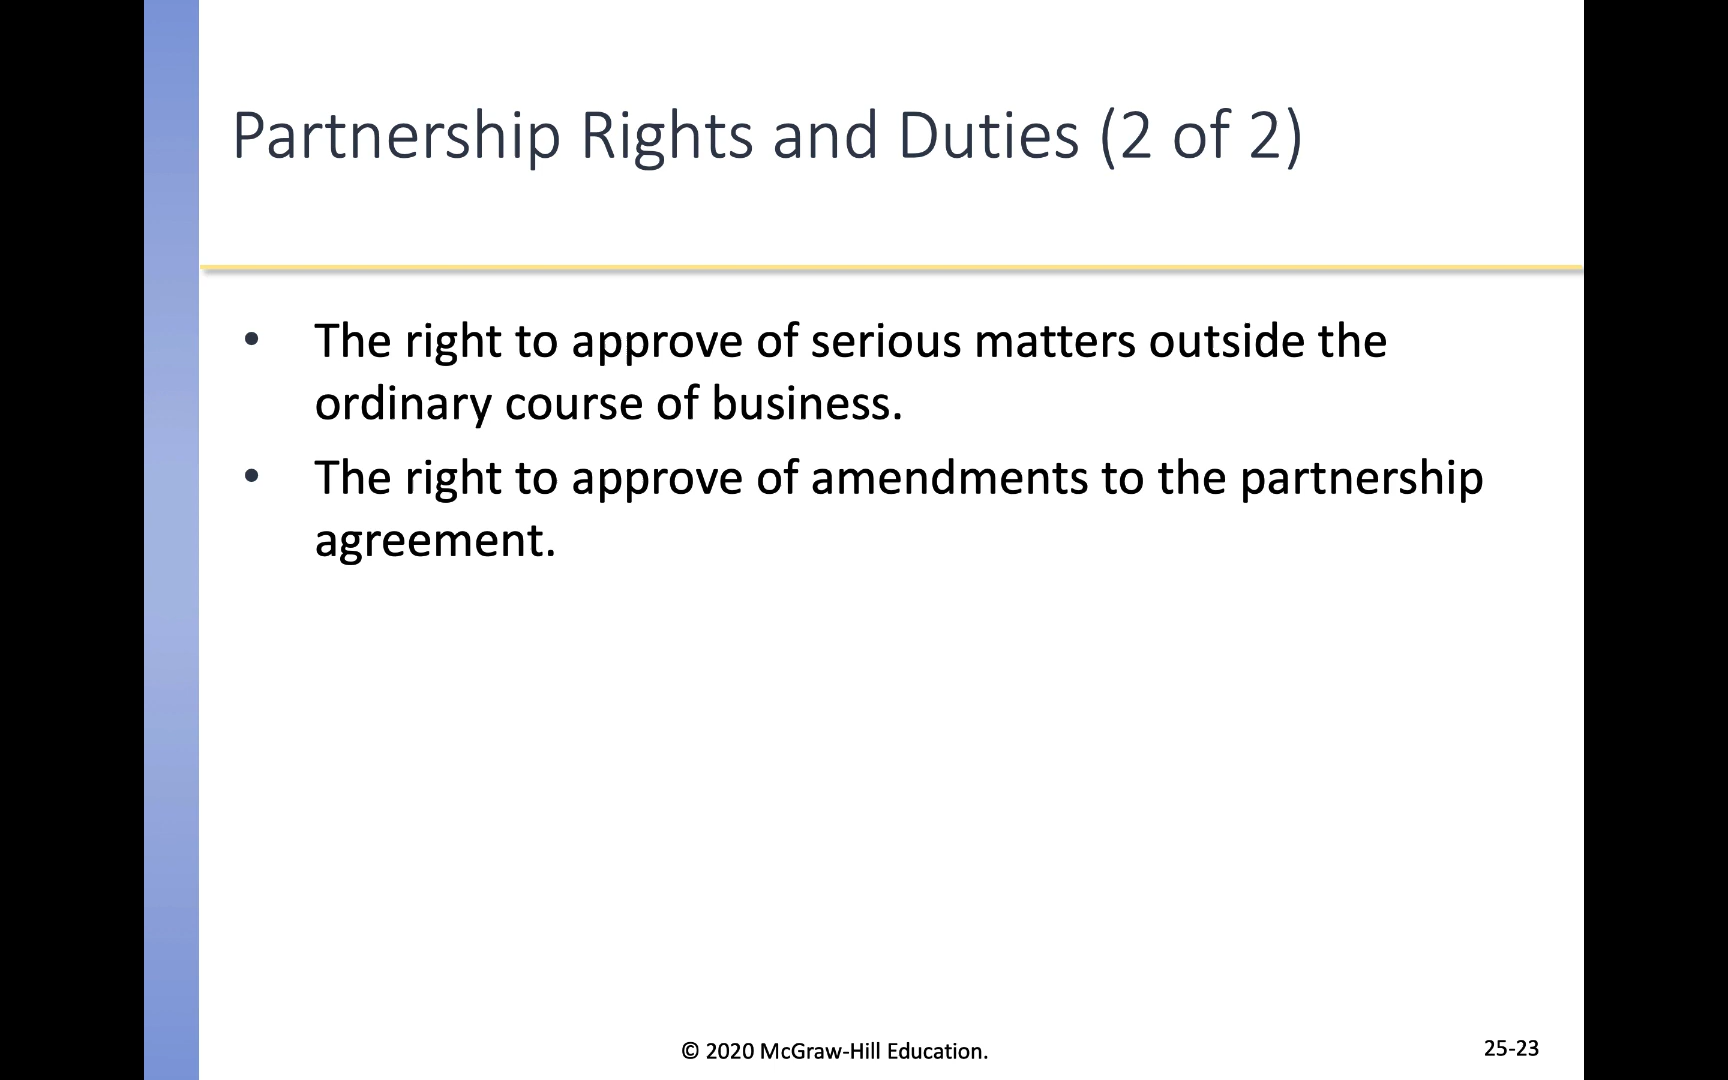 Partnership Rights and Duties (2 of 2)
• The right to approve of serious matters outside the
ordinary course of business.
• The right to approve of amendments to the partnership
agreement.
© 2020 McGraw-Hill Education.
25-23